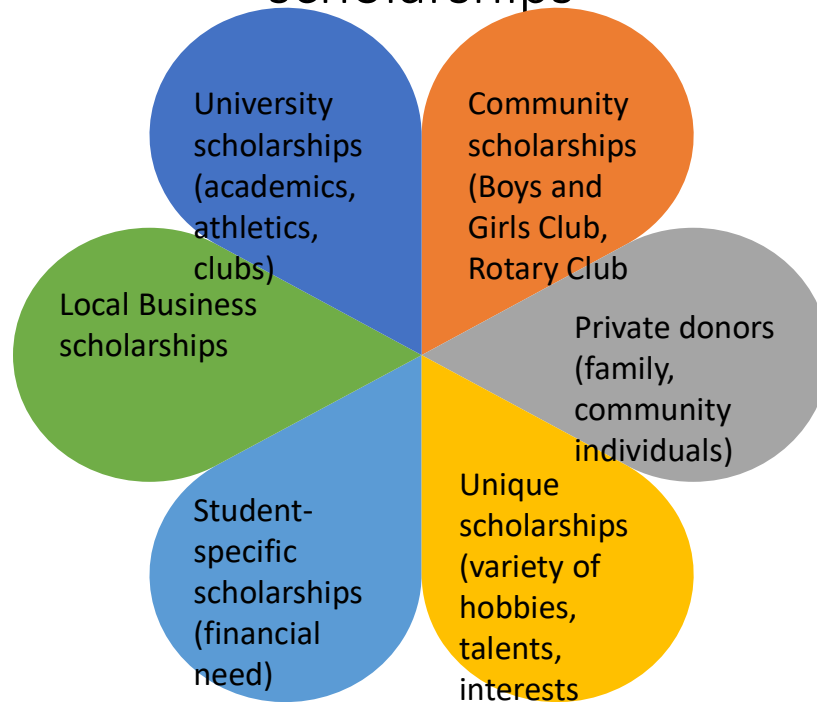 scholarships
University
scholarships
(academics,
athletics,
clubs)
Community
scholarships
(Boys and
Girls Club,
Rotary Club
Local Business
scholarships
Private donors
(family,
community
individuals)
Student-
specific
scholarships
(financial
need)
Unique
scholarships
(variety of
hobbies,
talents,
interests